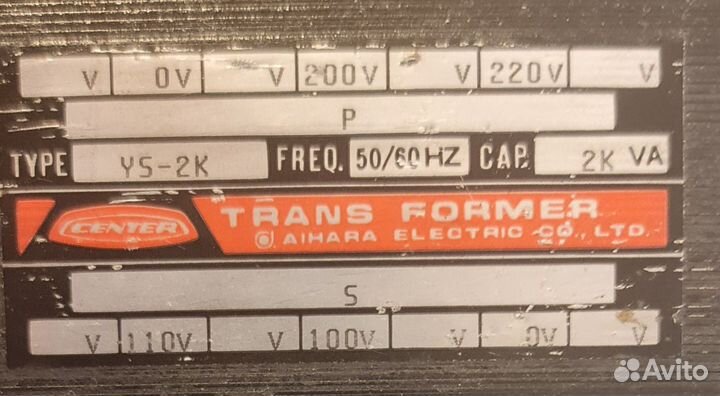 V 0V V 200V V 220V V
P
TYPE YS-2K FREQ. 50/60HZ CAP. 2K VA
CENTER TRANS FORMER
AIHARA ELECTRIC CO., LTD.
S
V 110V V 100V V 0V V
Avito